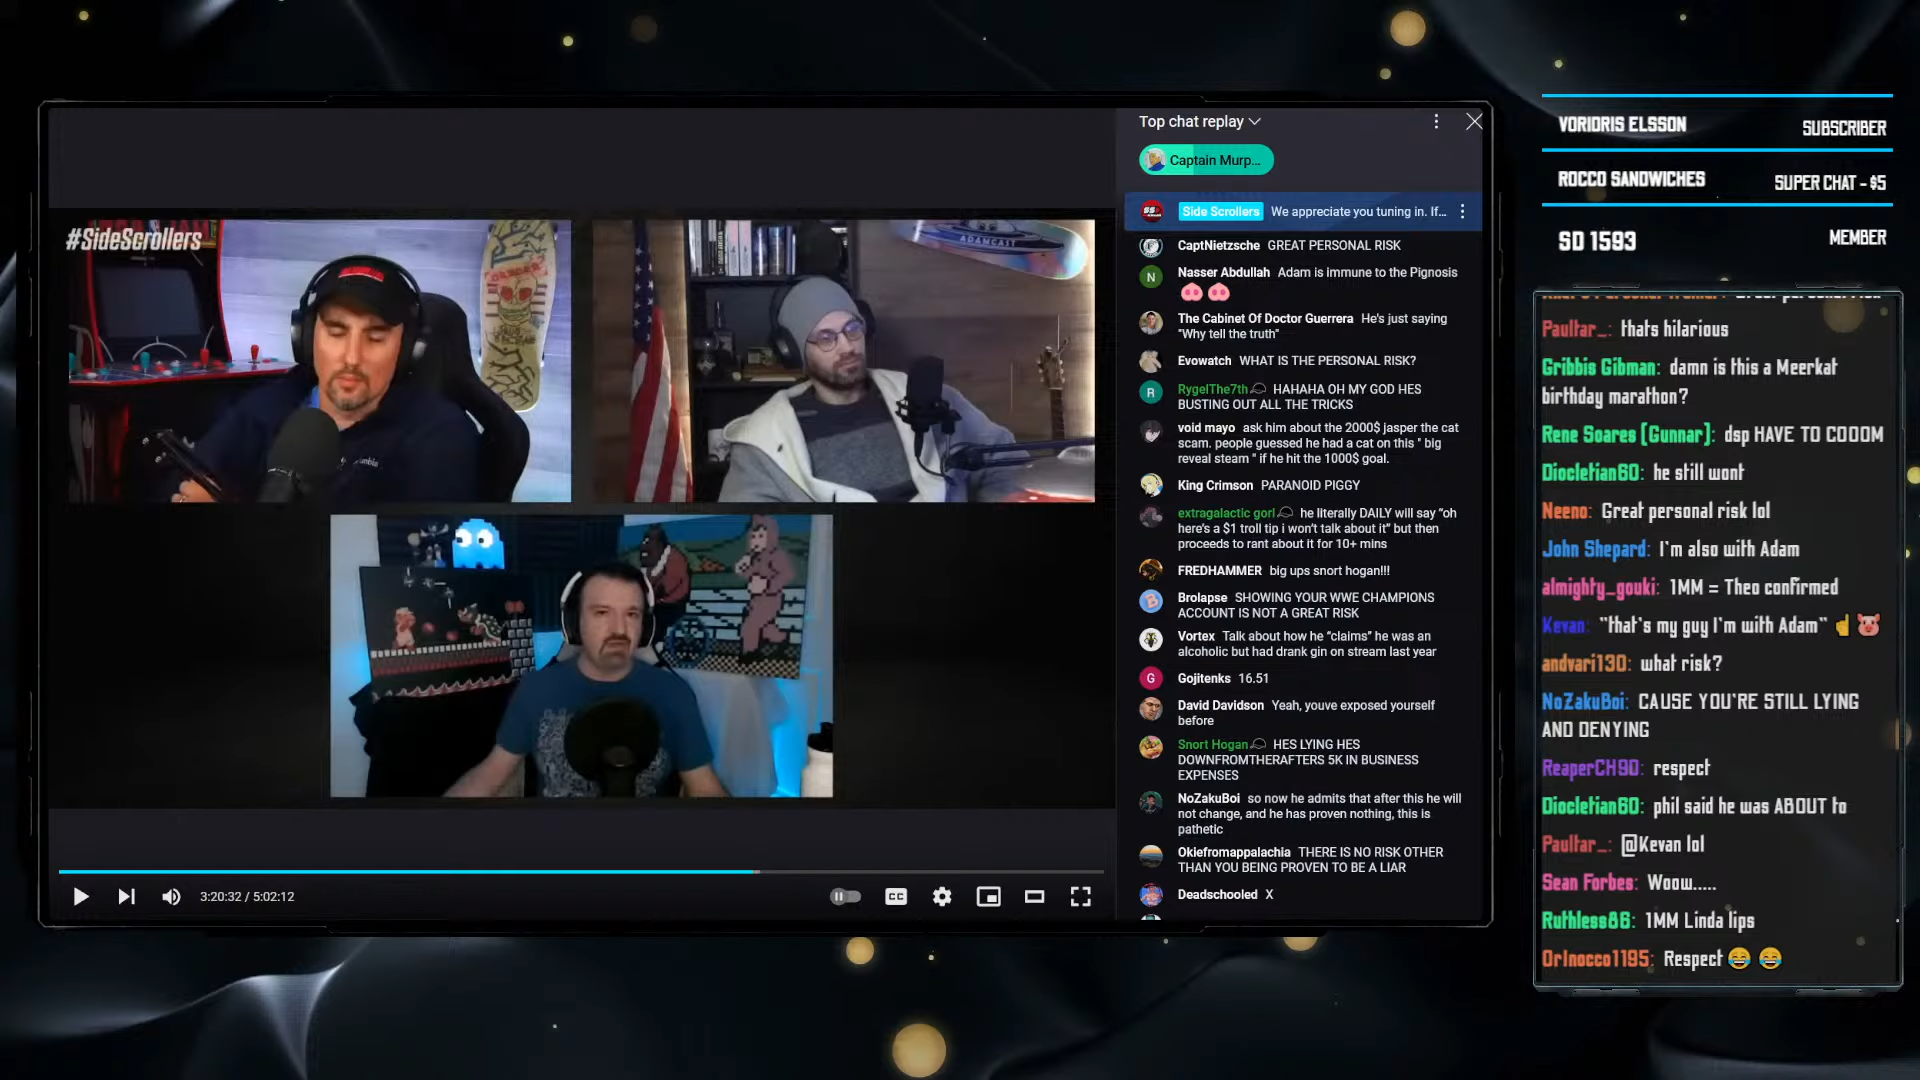 #SideScrollers
ADAMCAST
3:20:32 / 5:02:12
CC
Top chat replay
Captain Murp...
Side Scrollers We appreciate you tuning in. If...
CaptNietzsche GREAT PERSONAL RISK
N
Nasser Abdullah Adam is immune to the Pignosis
🐽 🐽
The Cabinet Of Doctor Guerrera He's just saying
"Why tell the truth"
Evowatch WHAT IS THE PERSONAL RISK?
R
RygelThe7th HAHAHA OH MY GOD HES
BUSTING OUT ALL THE TRICKS
void mayo ask him about the 2000$ jasper the cat
scam. people guessed he had a cat on this " big
reveal steam " if he hit the 1000$ goal.
King Crimson PARANOID PIGGY
extragalactic gorl he literally DAILY will say "oh
here's a $1 troll tip i won't talk about it" but then
proceeds to rant about it for 10+ mins
FREDHAMMER big ups snort hogan!!!
B
Brolapse SHOWING YOUR WWE CHAMPIONS
ACCOUNT IS NOT A GREAT RISK
Vortex Talk about how he "claims" he was an
alcoholic but had drank gin on stream last year
G
Gojitenks 16.51
David Davidson Yeah, youve exposed yourself
before
Snort Hogan HES LYING HES
DOWNFROMTHERAFTERS 5K IN BUSINESS
EXPENSES
NoZakuBoi so now he admits that after this he will
not change, and he has proven nothing, this is
pathetic
Okiefromappalachia THERE IS NO RISK OTHER
THAN YOU BEING PROVEN TO BE A LIAR
Deadschooled X
VORIDRIS ELSSON SUBSCRIBER
ROCCO SANDWICHES SUPER CHAT - $5
SD 1593 MEMBER
Paultar_: thats hilarious
Gribbis Gibman: damn is this a Meerkat
birthday marathon?
Rene Soares (Gunnar): dsp HAVE TO COOOM
Diocletian60: he still wont
Neeno: Great personal risk lol
John Shepard: I'm also with Adam
almighty_gouki: 1MM = Theo confirmed
Kevan: "that's my guy I'm with Adam" ☝️🐷
andvari130: what risk?
NoZakuBoi: CAUSE YOU'RE STILL LYING
AND DENYING
ReaperCH90: respect
Diocletian60: phil said he was ABOUT to
Paultar_: @Kevan lol
Sean Forbes: Woow.....
Ruthless86: 1MM Linda lips
OrInocco1195: Respect 😂 😂